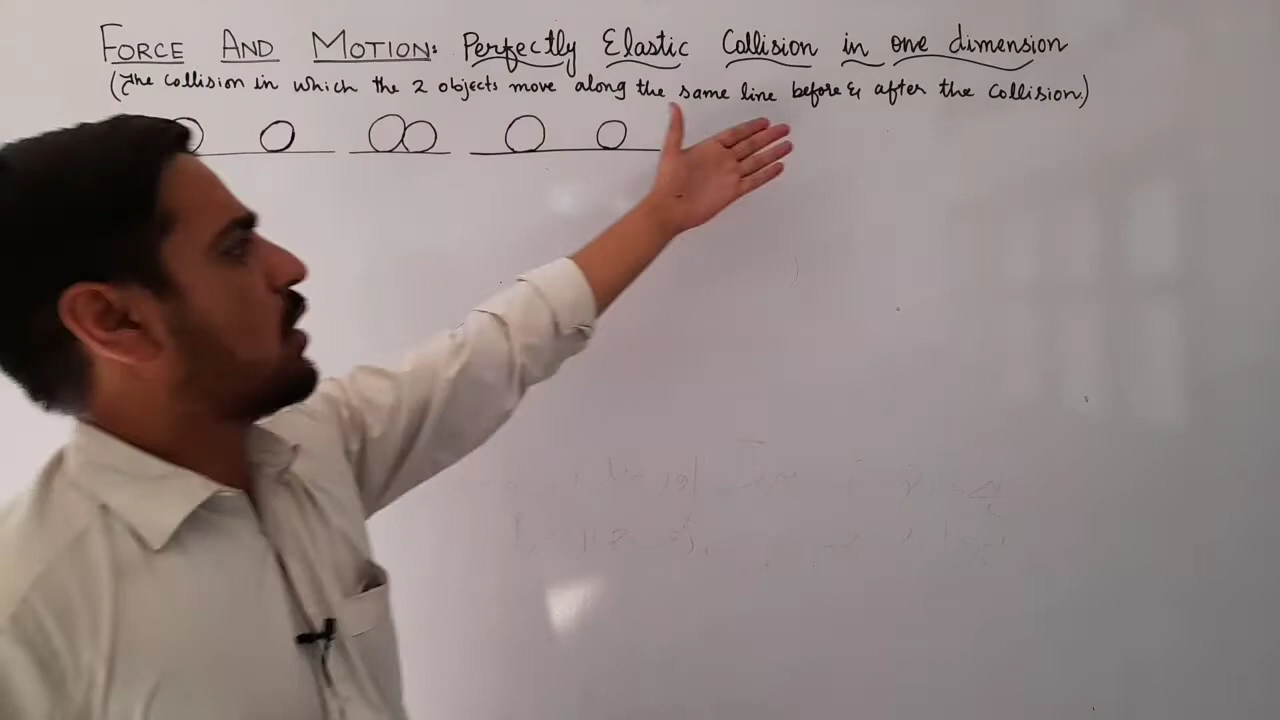 FORCE AND MOTION: Perfectly Elastic Collision in one dimension
(The collision in which the 2 objects move along the same line before & after the collision.)